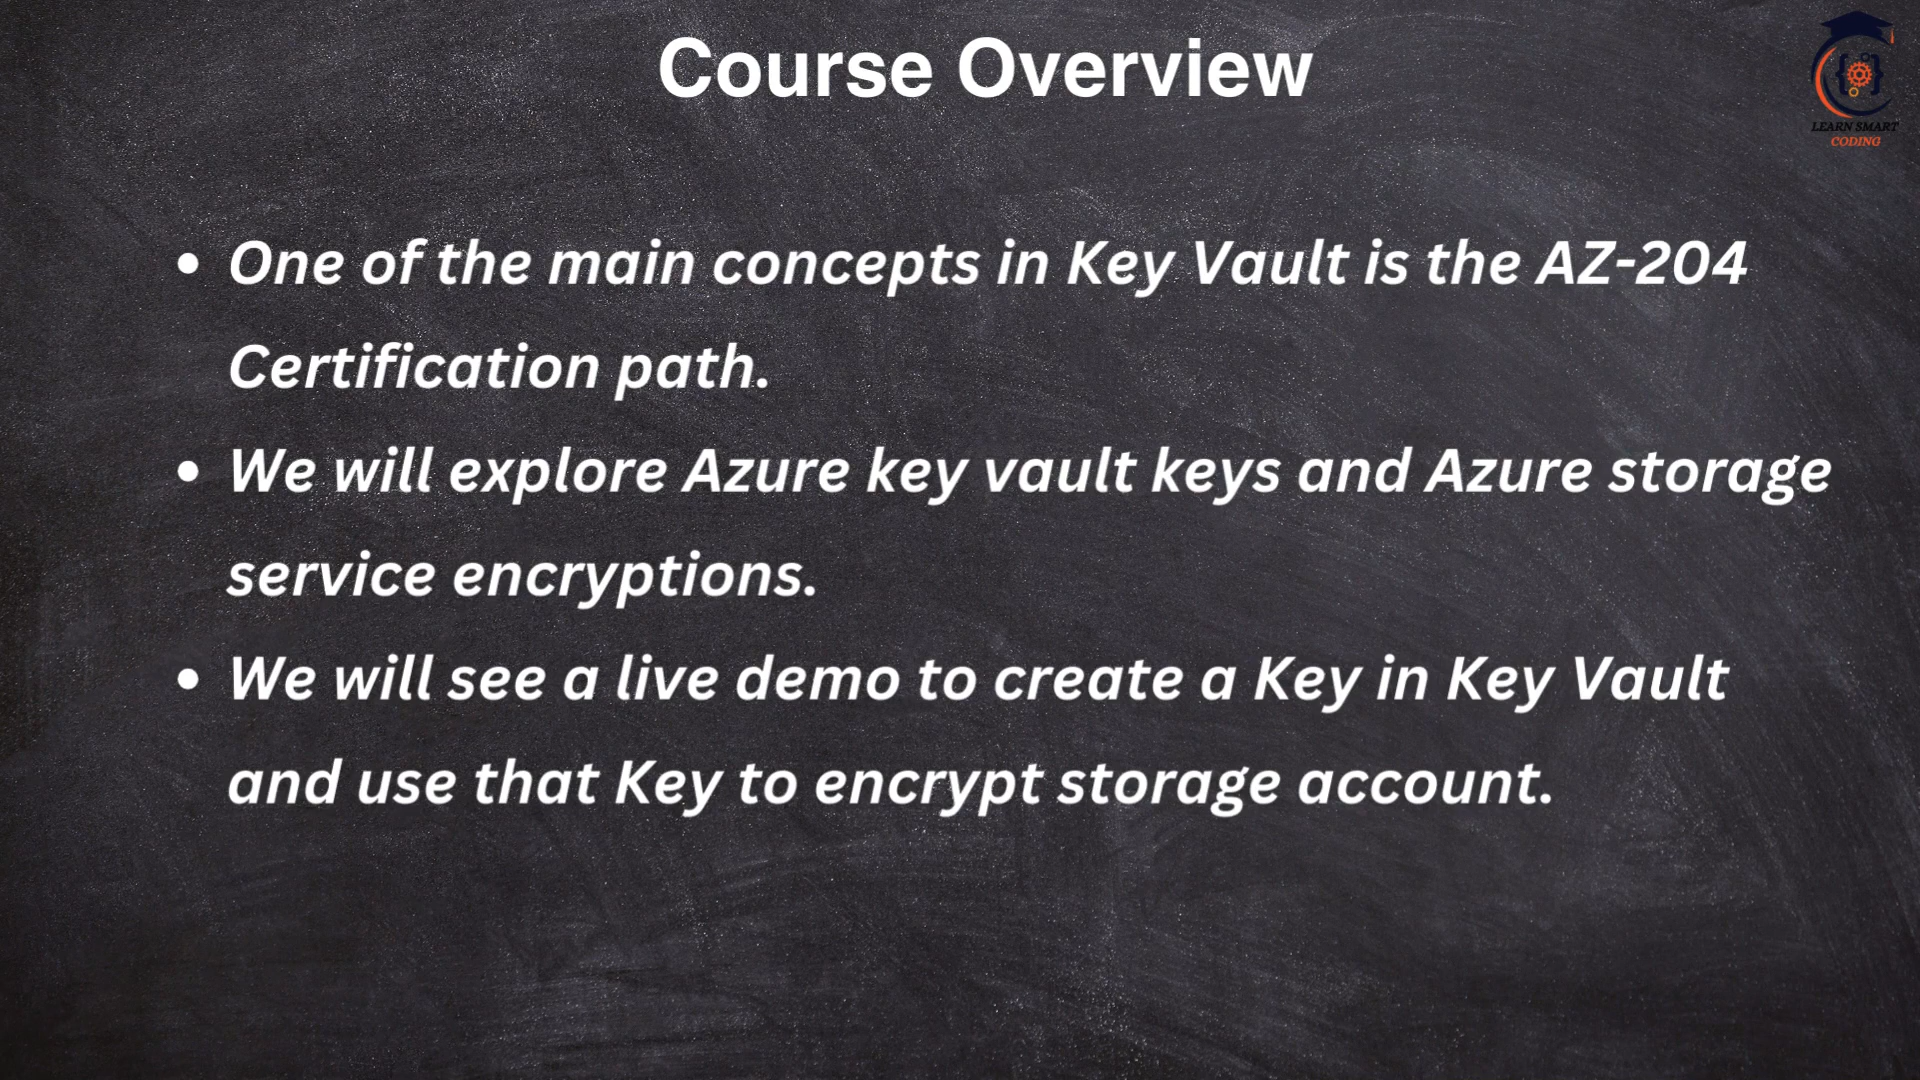 Course Overview
LEARN SMART
CODING
• One of the main concepts in Key Vault is the AZ-204
Certification path.
• We will explore Azure key vault keys and Azure storage
service encryptions.
• We will see a live demo to create a Key in Key Vault
and use that Key to encrypt storage account.